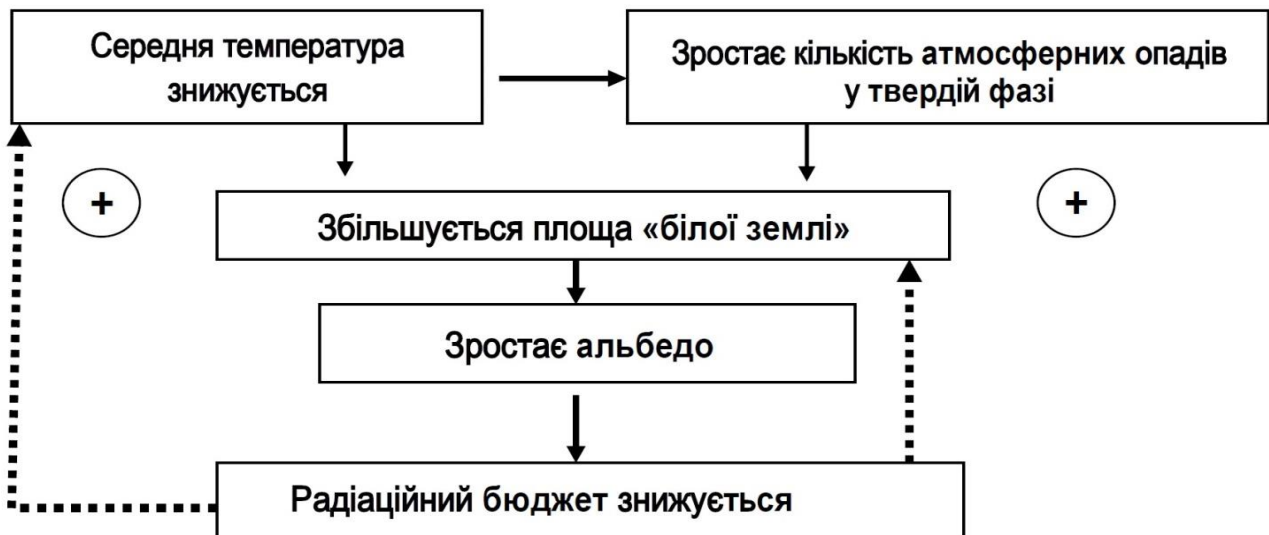 Середня температура
знижується
Зростає кількість атмосферних опадів
у твердій фазі
+
+
Збільшується площа «білої землі»
Зростає альбедо
Радіаційний бюджет знижується